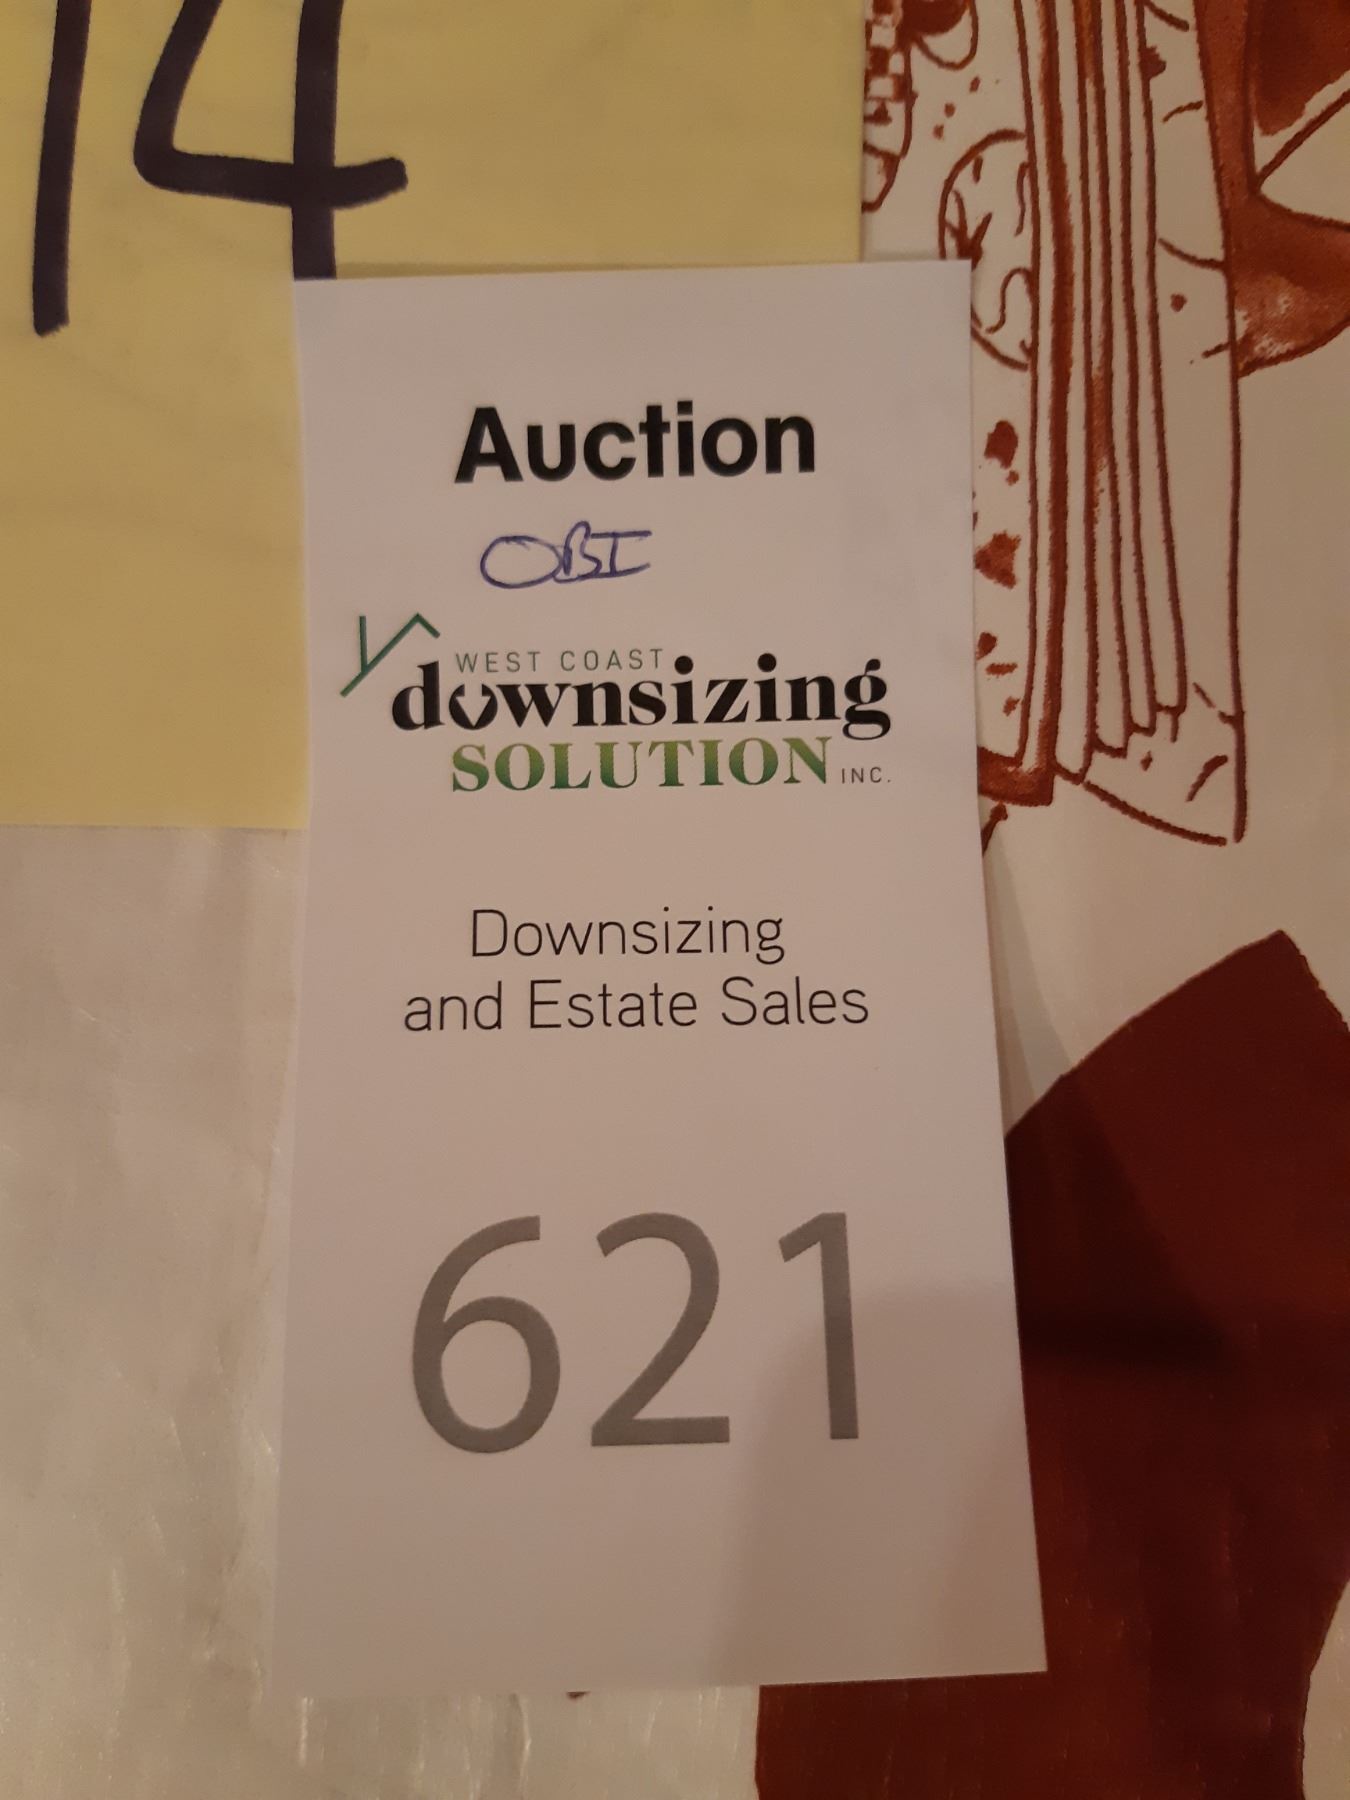 14
Auction
OBI
WEST COAST
downsizing
SOLUTION INC.
Downsizing
and Estate Sales
621